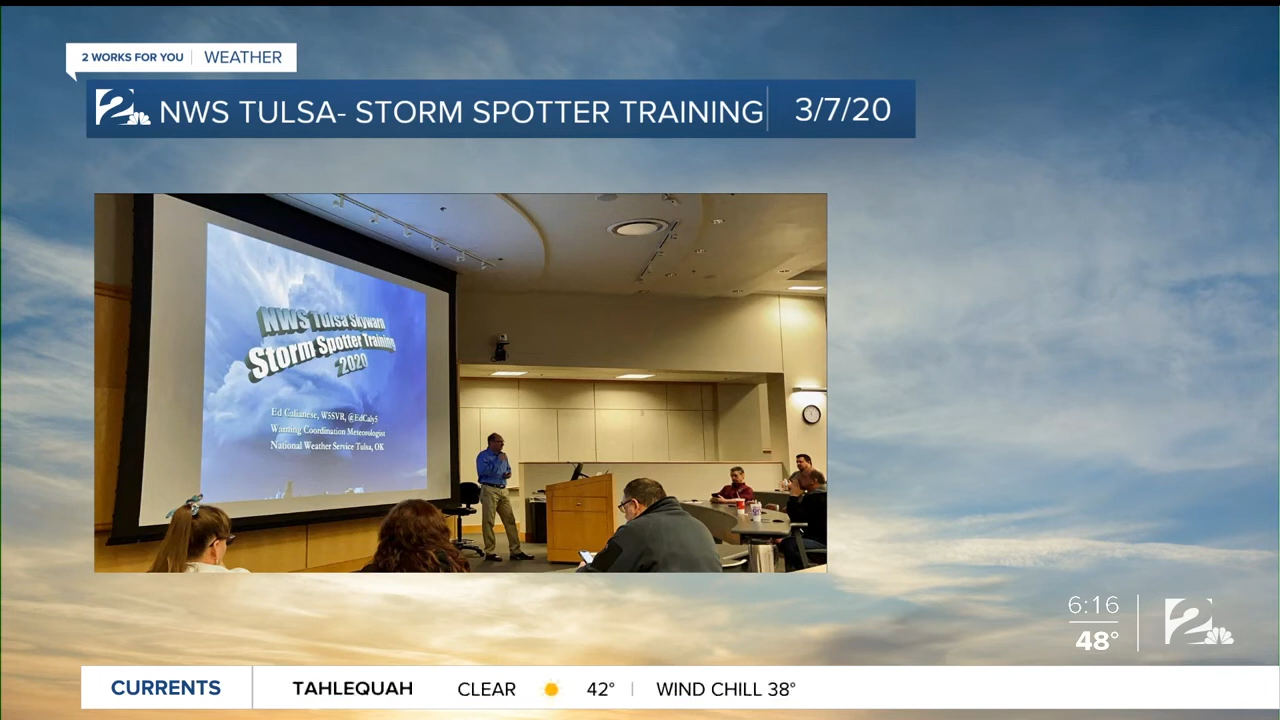 2 WORKS FOR YOU | WEATHER
2 NWS TULSA- STORM SPOTTER TRAINING | 3/7/20
NWS Tulsa Skywarn
Storm Spotter Training
2020
Ed Calianese, W5SVR, @EdCaly5
Warning Coordination Meteorologist
National Weather Service Tulsa, OK
6:16
48°
2
CURRENTS TAHLEQUAH CLEAR 42° | WIND CHILL 38°